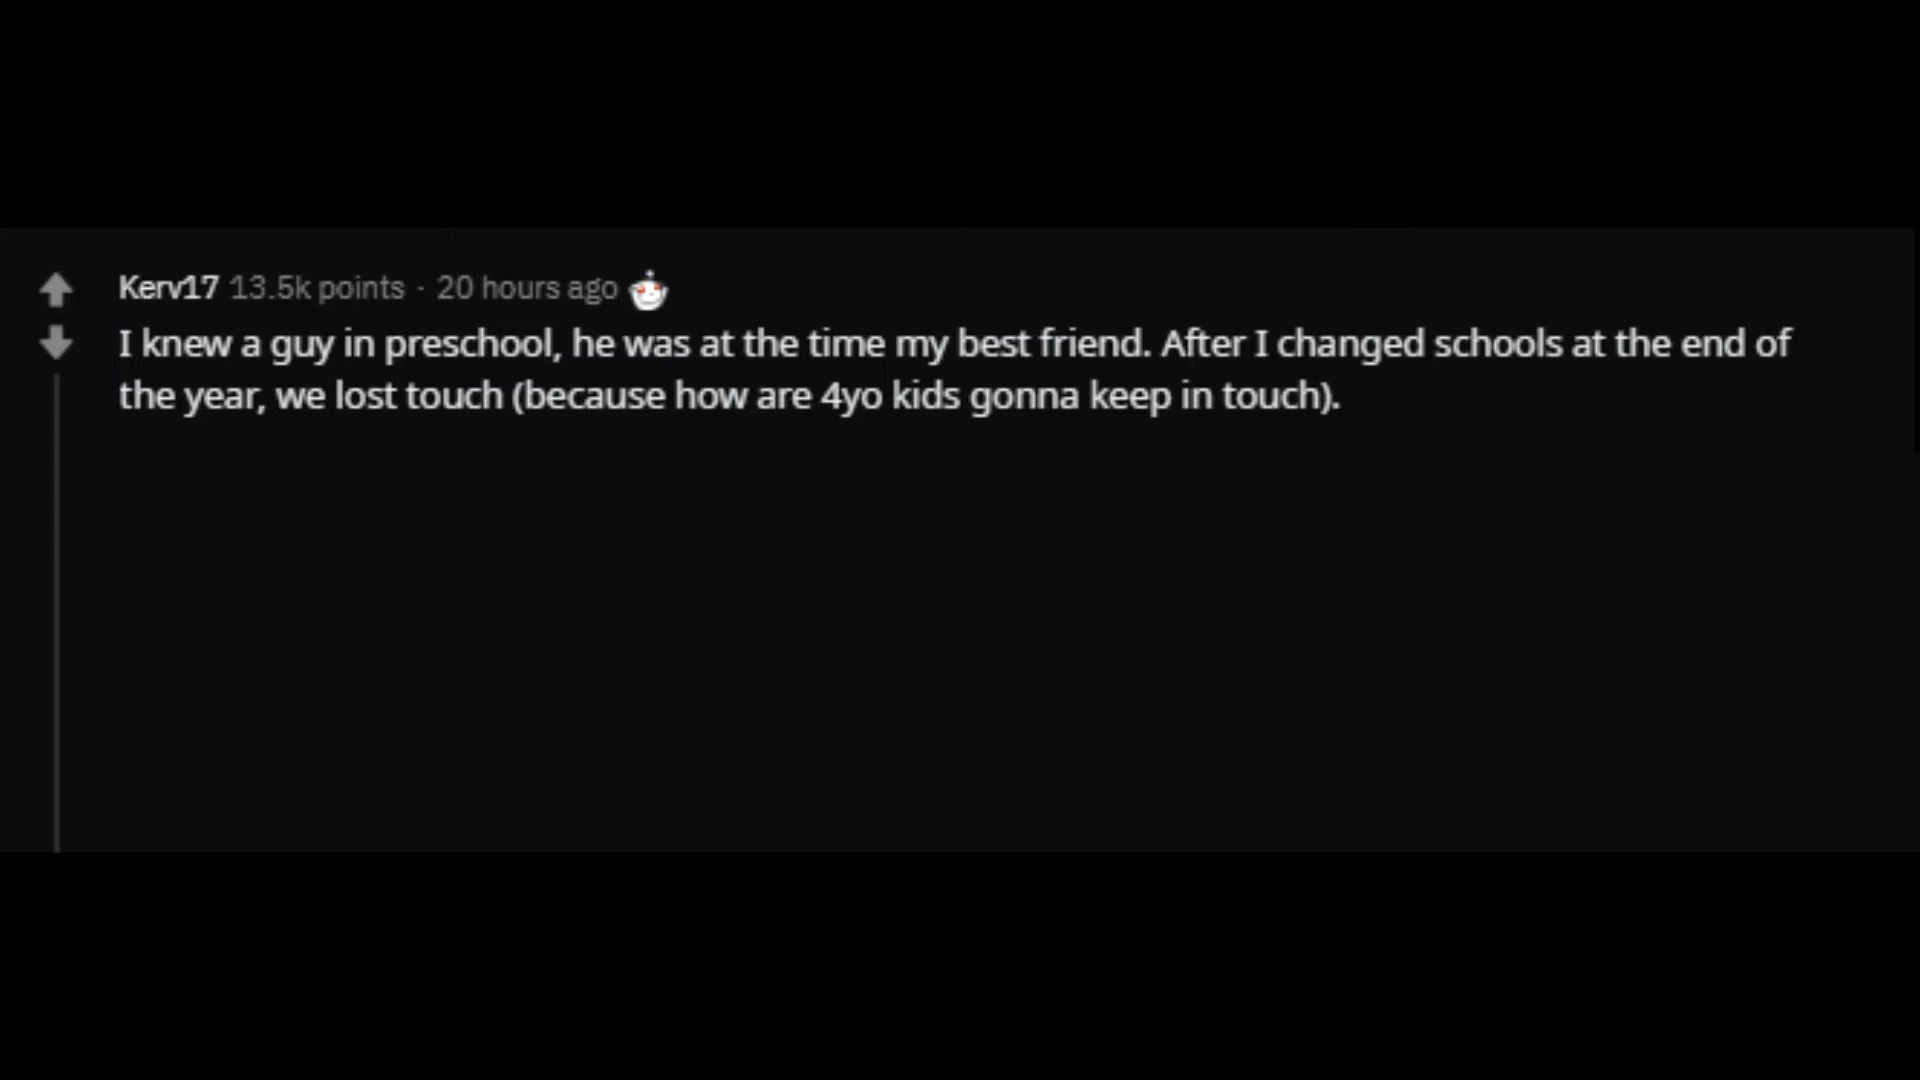 Kerv17 13.5k points · 20 hours ago
I knew a guy in preschool, he was at the time my best friend. After I changed schools at the end of
the year, we lost touch (because how are 4yo kids gonna keep in touch).